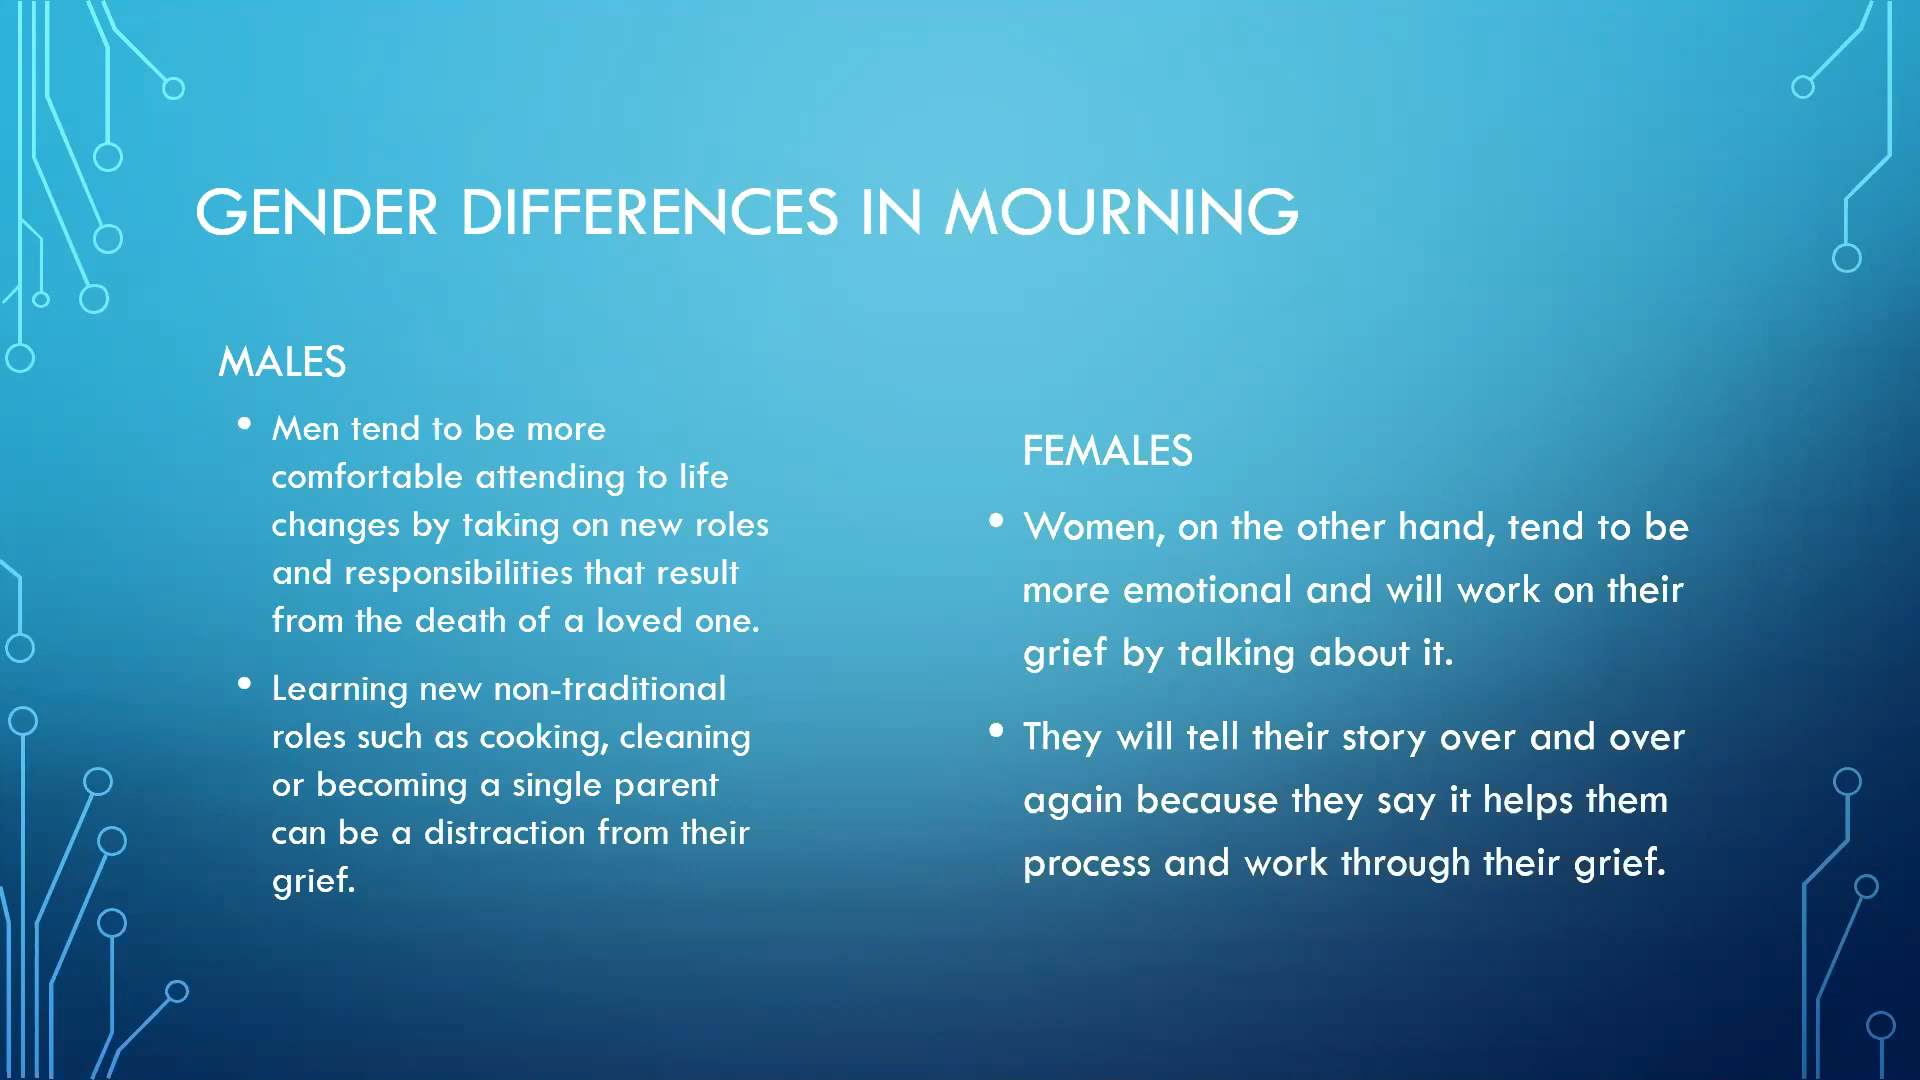 GENDER DIFFERENCES IN MOURNING
MALES
• Men tend to be more
comfortable attending to life
changes by taking on new roles
and responsibilities that result
from the death of a loved one.
• Learning new non-traditional
roles such as cooking, cleaning
or becoming a single parent
can be a distraction from their
grief.
FEMALES
• Women, on the other hand, tend to be
more emotional and will work on their
grief by talking about it.
• They will tell their story over and over
again because they say it helps them
process and work through their grief.